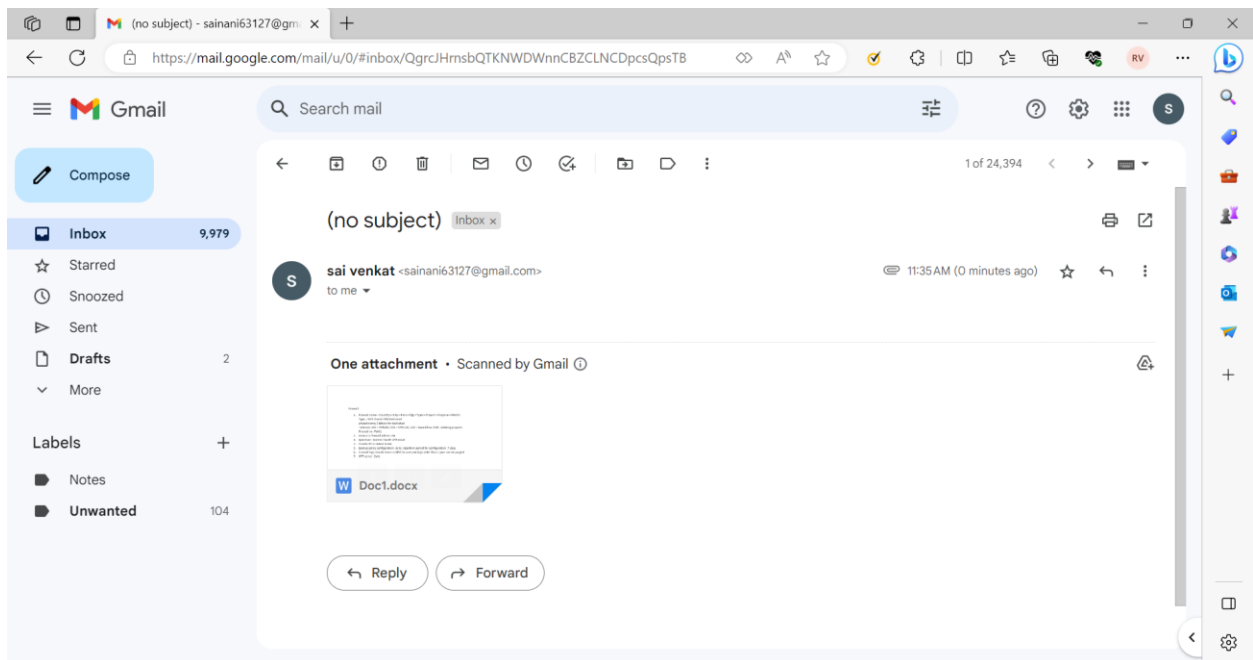 (no subject) - sainani63127@gm
https://mail.google.com/mail/u/0/#inbox/QgrcJHrnsbQTKNWDWnnCBZCLNCDpcsQpsTB
RV
Gmail
Search mail
S
Compose
1 of 24,394
Inbox 9,979
Starred
Snoozed
Sent
Drafts 2
More
Labels
Notes
Unwanted 104
(no subject) Inbox x
S
sai venkat <sainani63127@gmail.com> 11:35 AM (0 minutes ago)
to me
One attachment • Scanned by Gmail
W Doc1.docx
Reply Forward